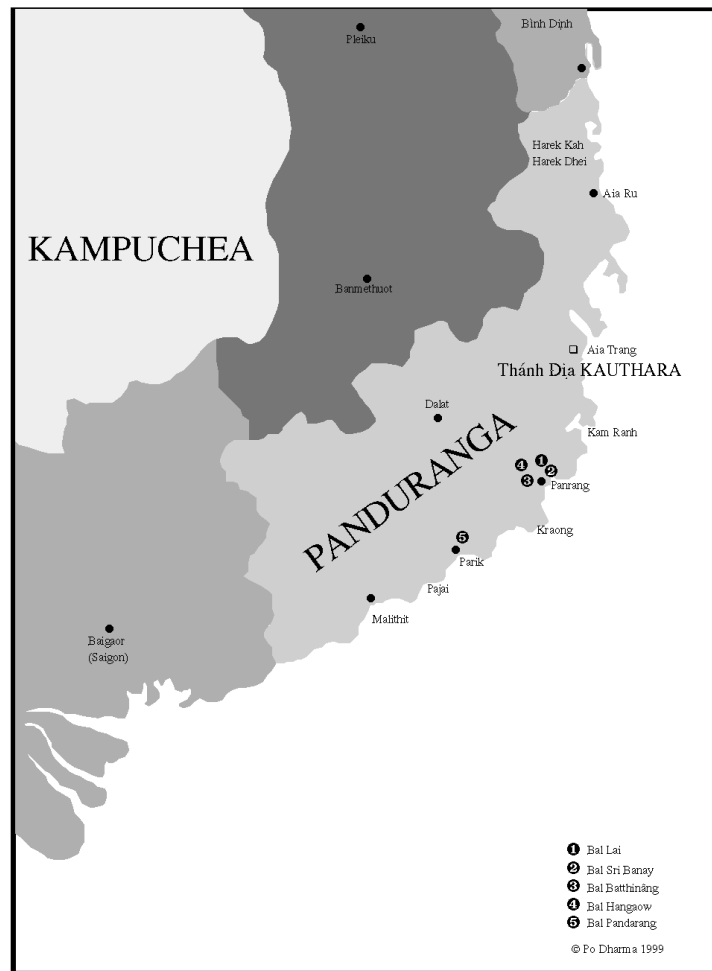 Bình Dịnh
Pleiku
Harek Kah
Harek Dhei
Aia Ru
KAMPUCHEA
Banmethuot
Aia Trang
Thánh Địa KAUTHARA
Dalat
Kam Ranh
PANDURANGA
1
4
2
3
Panrang
Kraong
5
Parik
Pajai
Malithit
Baigaor
(Saigon)
1 Bal Lai
2 Bal Sri Banay
3 Bal Batthinâng
4 Bal Hangaow
5 Bal Pandarang
© Po Dharma 1999